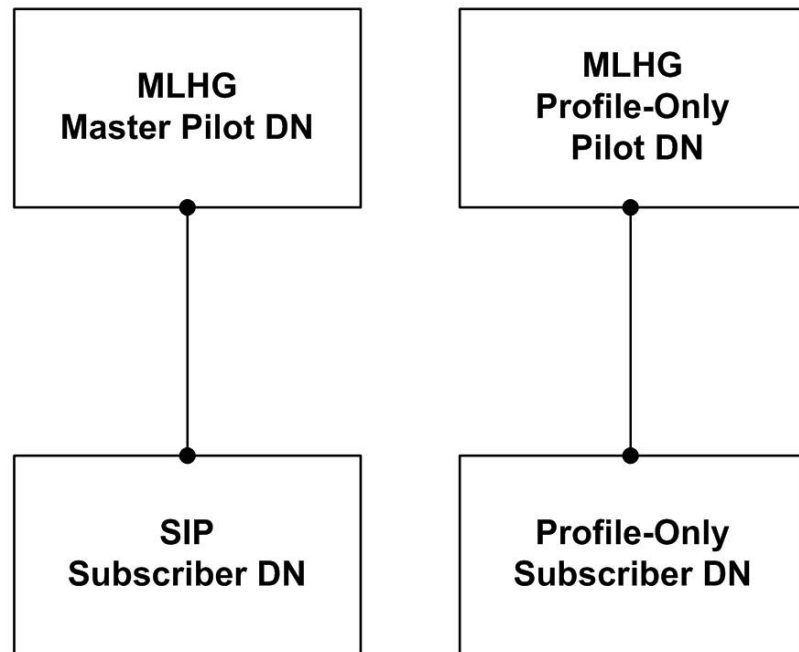 MLHG
Master Pilot DN
MLHG
Profile-Only
Pilot DN
SIP
Subscriber DN
Profile-Only
Subscriber DN